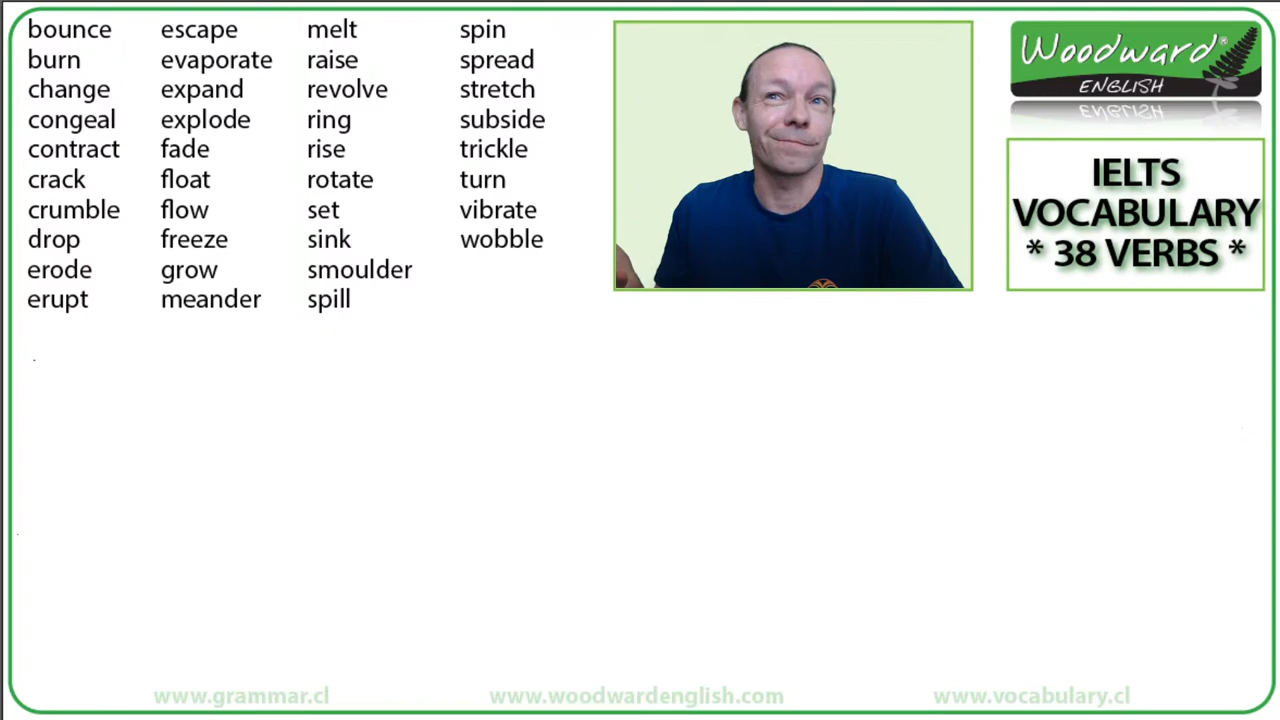 bounce
burn
change
congeal
contract
crack
crumble
drop
erode
erupt
escape
evaporate
expand
explode
fade
float
flow
freeze
grow
meander
melt
raise
revolve
ring
rise
rotate
set
sink
smoulder
spill
spin
spread
stretch
subside
trickle
turn
vibrate
wobble
Woodward®
ENGLISH
IELTS
VOCABULARY
* 38 VERBS *
www.grammar.cl
www.woodwardenglish.com
www.vocabulary.cl